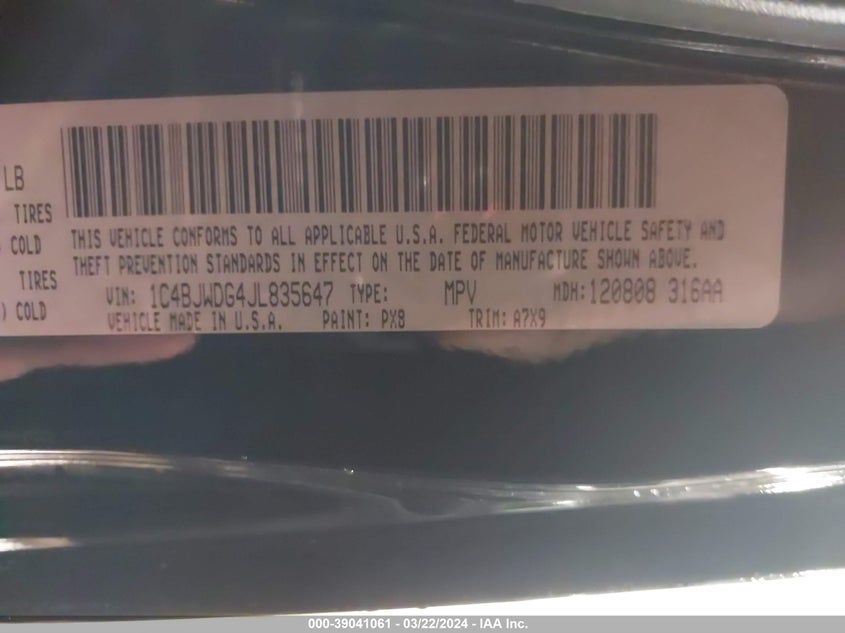 LB
TIRES
COLD
TIRES
) COLD
THIS VEHICLE CONFORMS TO ALL APPLICABLE U.S.A. FEDERAL MOTOR VEHICLE SAFETY AND
THEFT PREVENTION STANDARDS IN EFFECT ON THE DATE OF MANUFACTURE SHOWN ABOVE.
VIN: 1C4BJWDG4JL835647 TYPE: MPV MDH: 120808 316AA
VEHICLE MADE IN U.S.A. PAINT: PX8 TRIM: A7X9
000-39041061 - 03/22/2024 - IAA Inc.